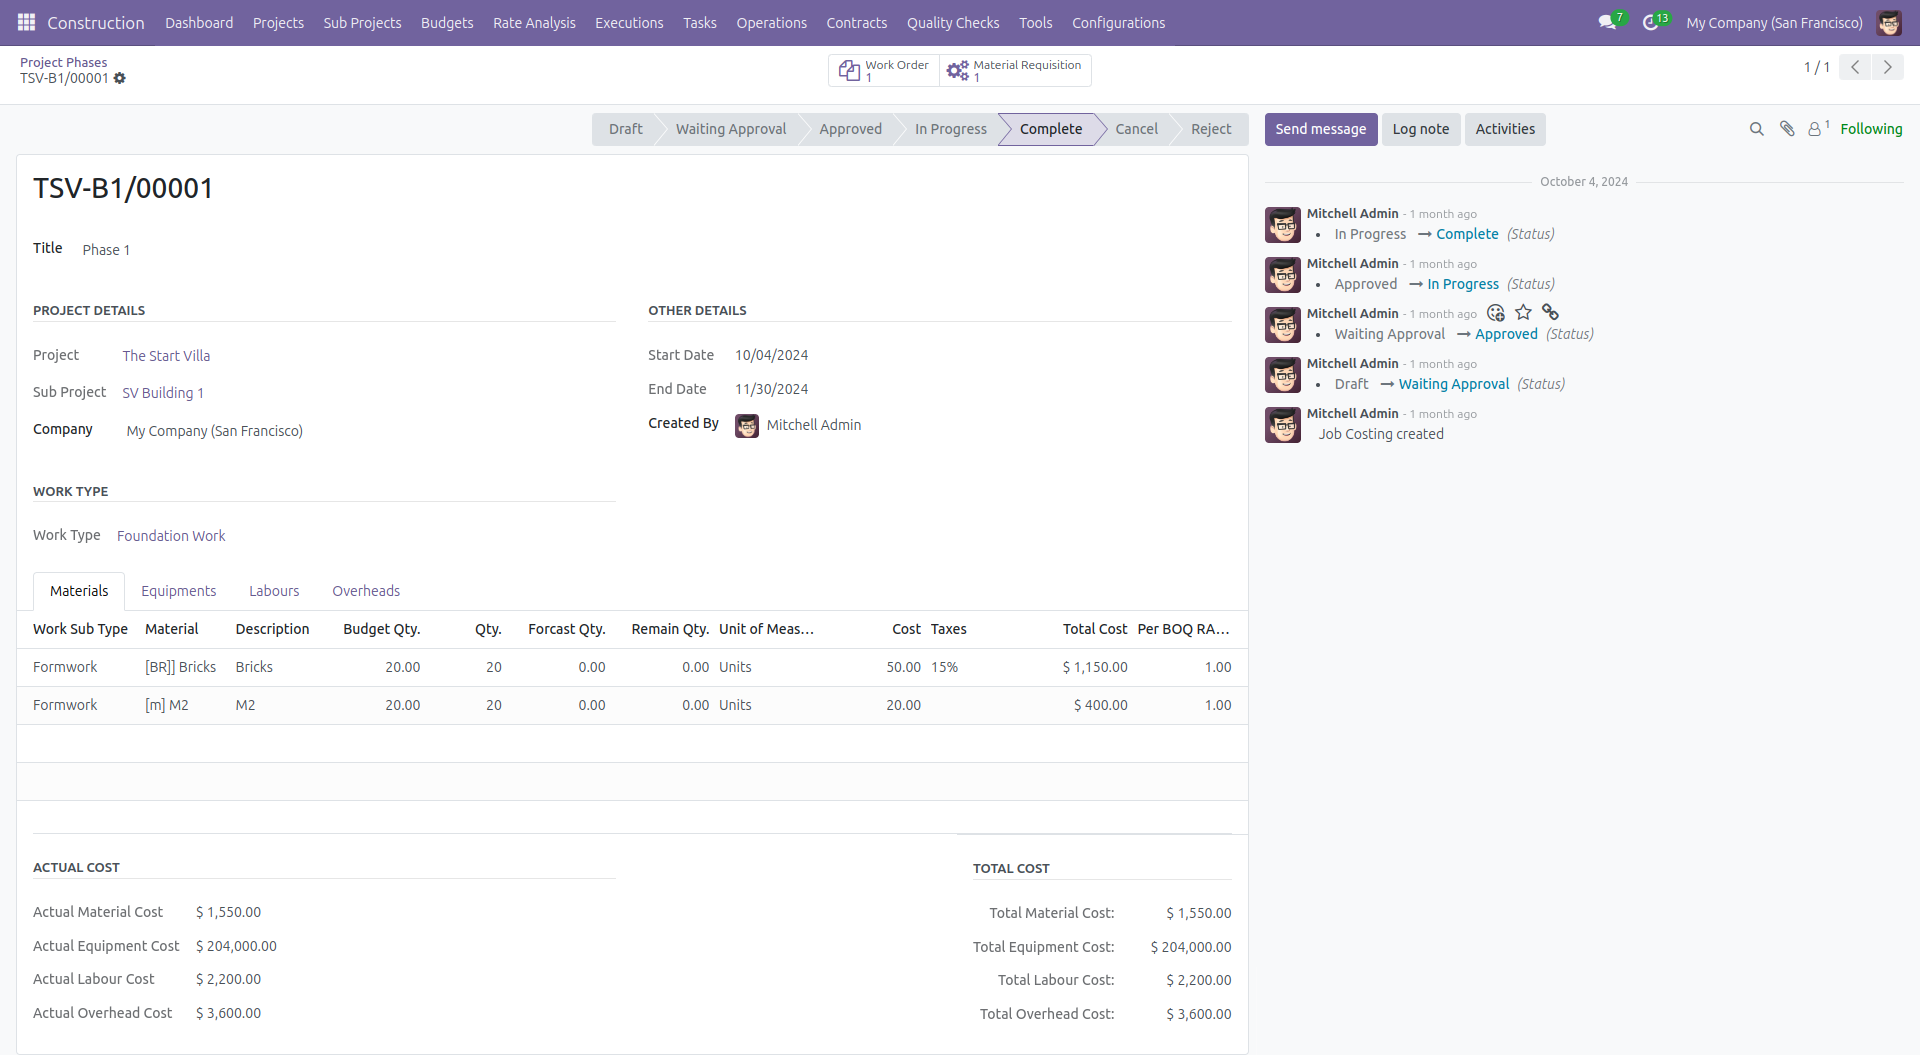 Construction Dashboard Projects Sub Projects Budgets Rate Analysis Executions Tasks Operations Contracts Quality Checks Tools Configurations 7 13 My Company (San Francisco)
Project Phases
TSV-B1/00001
Work Order
1
Material Requisition
1
1 / 1
Draft Waiting Approval Approved In Progress Complete Cancel Reject
Send message Log note Activities 1 Following
TSV-B1/00001
Title Phase 1
PROJECT DETAILS
Project The Start Villa
Sub Project SV Building 1
Company My Company (San Francisco)
OTHER DETAILS
Start Date 10/04/2024
End Date 11/30/2024
Created By Mitchell Admin
WORK TYPE
Work Type Foundation Work
Materials Equipments Labours Overheads
Work Sub Type Material Description Budget Qty. Qty. Forcast Qty. Remain Qty. Unit of Meas... Cost Taxes Total Cost Per BOQ RA...
Formwork [BR]] Bricks Bricks 20.00 20 0.00 0.00 Units 50.00 15% $ 1,150.00 1.00
Formwork [m] M2 M2 20.00 20 0.00 0.00 Units 20.00 $ 400.00 1.00
ACTUAL COST
Actual Material Cost $ 1,550.00
Actual Equipment Cost $ 204,000.00
Actual Labour Cost $ 2,200.00
Actual Overhead Cost $ 3,600.00
TOTAL COST
Total Material Cost: $ 1,550.00
Total Equipment Cost: $ 204,000.00
Total Labour Cost: $ 2,200.00
Total Overhead Cost: $ 3,600.00
October 4, 2024
Mitchell Admin - 1 month ago
• In Progress → Complete (Status)
Mitchell Admin - 1 month ago
• Approved → In Progress (Status)
Mitchell Admin - 1 month ago
• Waiting Approval → Approved (Status)
Mitchell Admin - 1 month ago
• Draft → Waiting Approval (Status)
Mitchell Admin - 1 month ago
Job Costing created